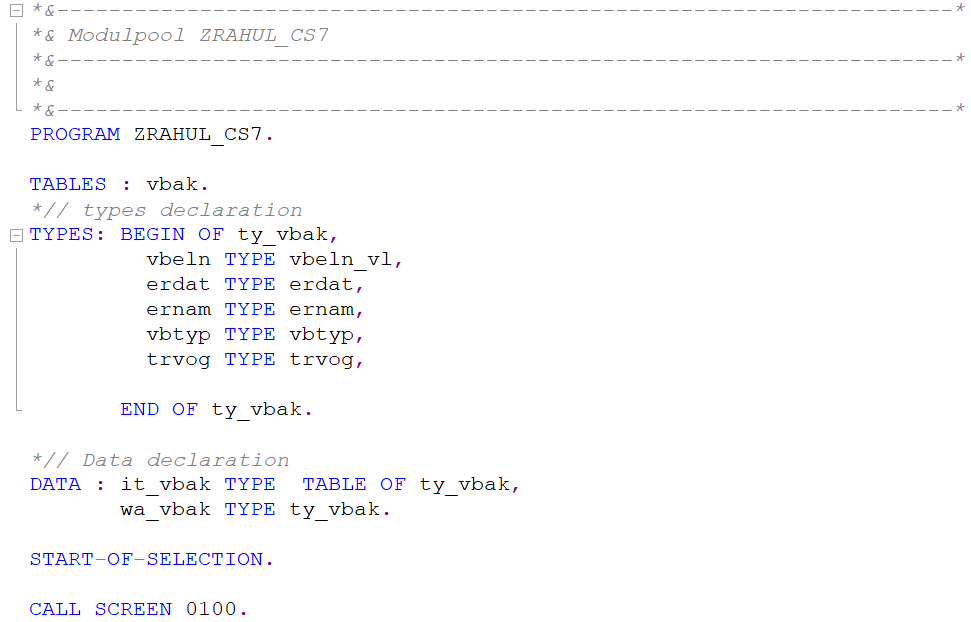 *&---------------------------------------------------------------------*
*& Modulpool ZRAHUL_CS7
*&---------------------------------------------------------------------*
*&
*&---------------------------------------------------------------------*
PROGRAM ZRAHUL_CS7.
TABLES : vbak.
*// types declaration
TYPES: BEGIN OF ty_vbak,
vbeln TYPE vbeln_vl,
erdat TYPE erdat,
ernam TYPE ernam,
vbtyp TYPE vbtyp,
trvog TYPE trvog,
END OF ty_vbak.
*// Data declaration
DATA : it_vbak TYPE  TABLE OF ty_vbak,
wa_vbak TYPE ty_vbak.
START-OF-SELECTION.
CALL SCREEN 0100.